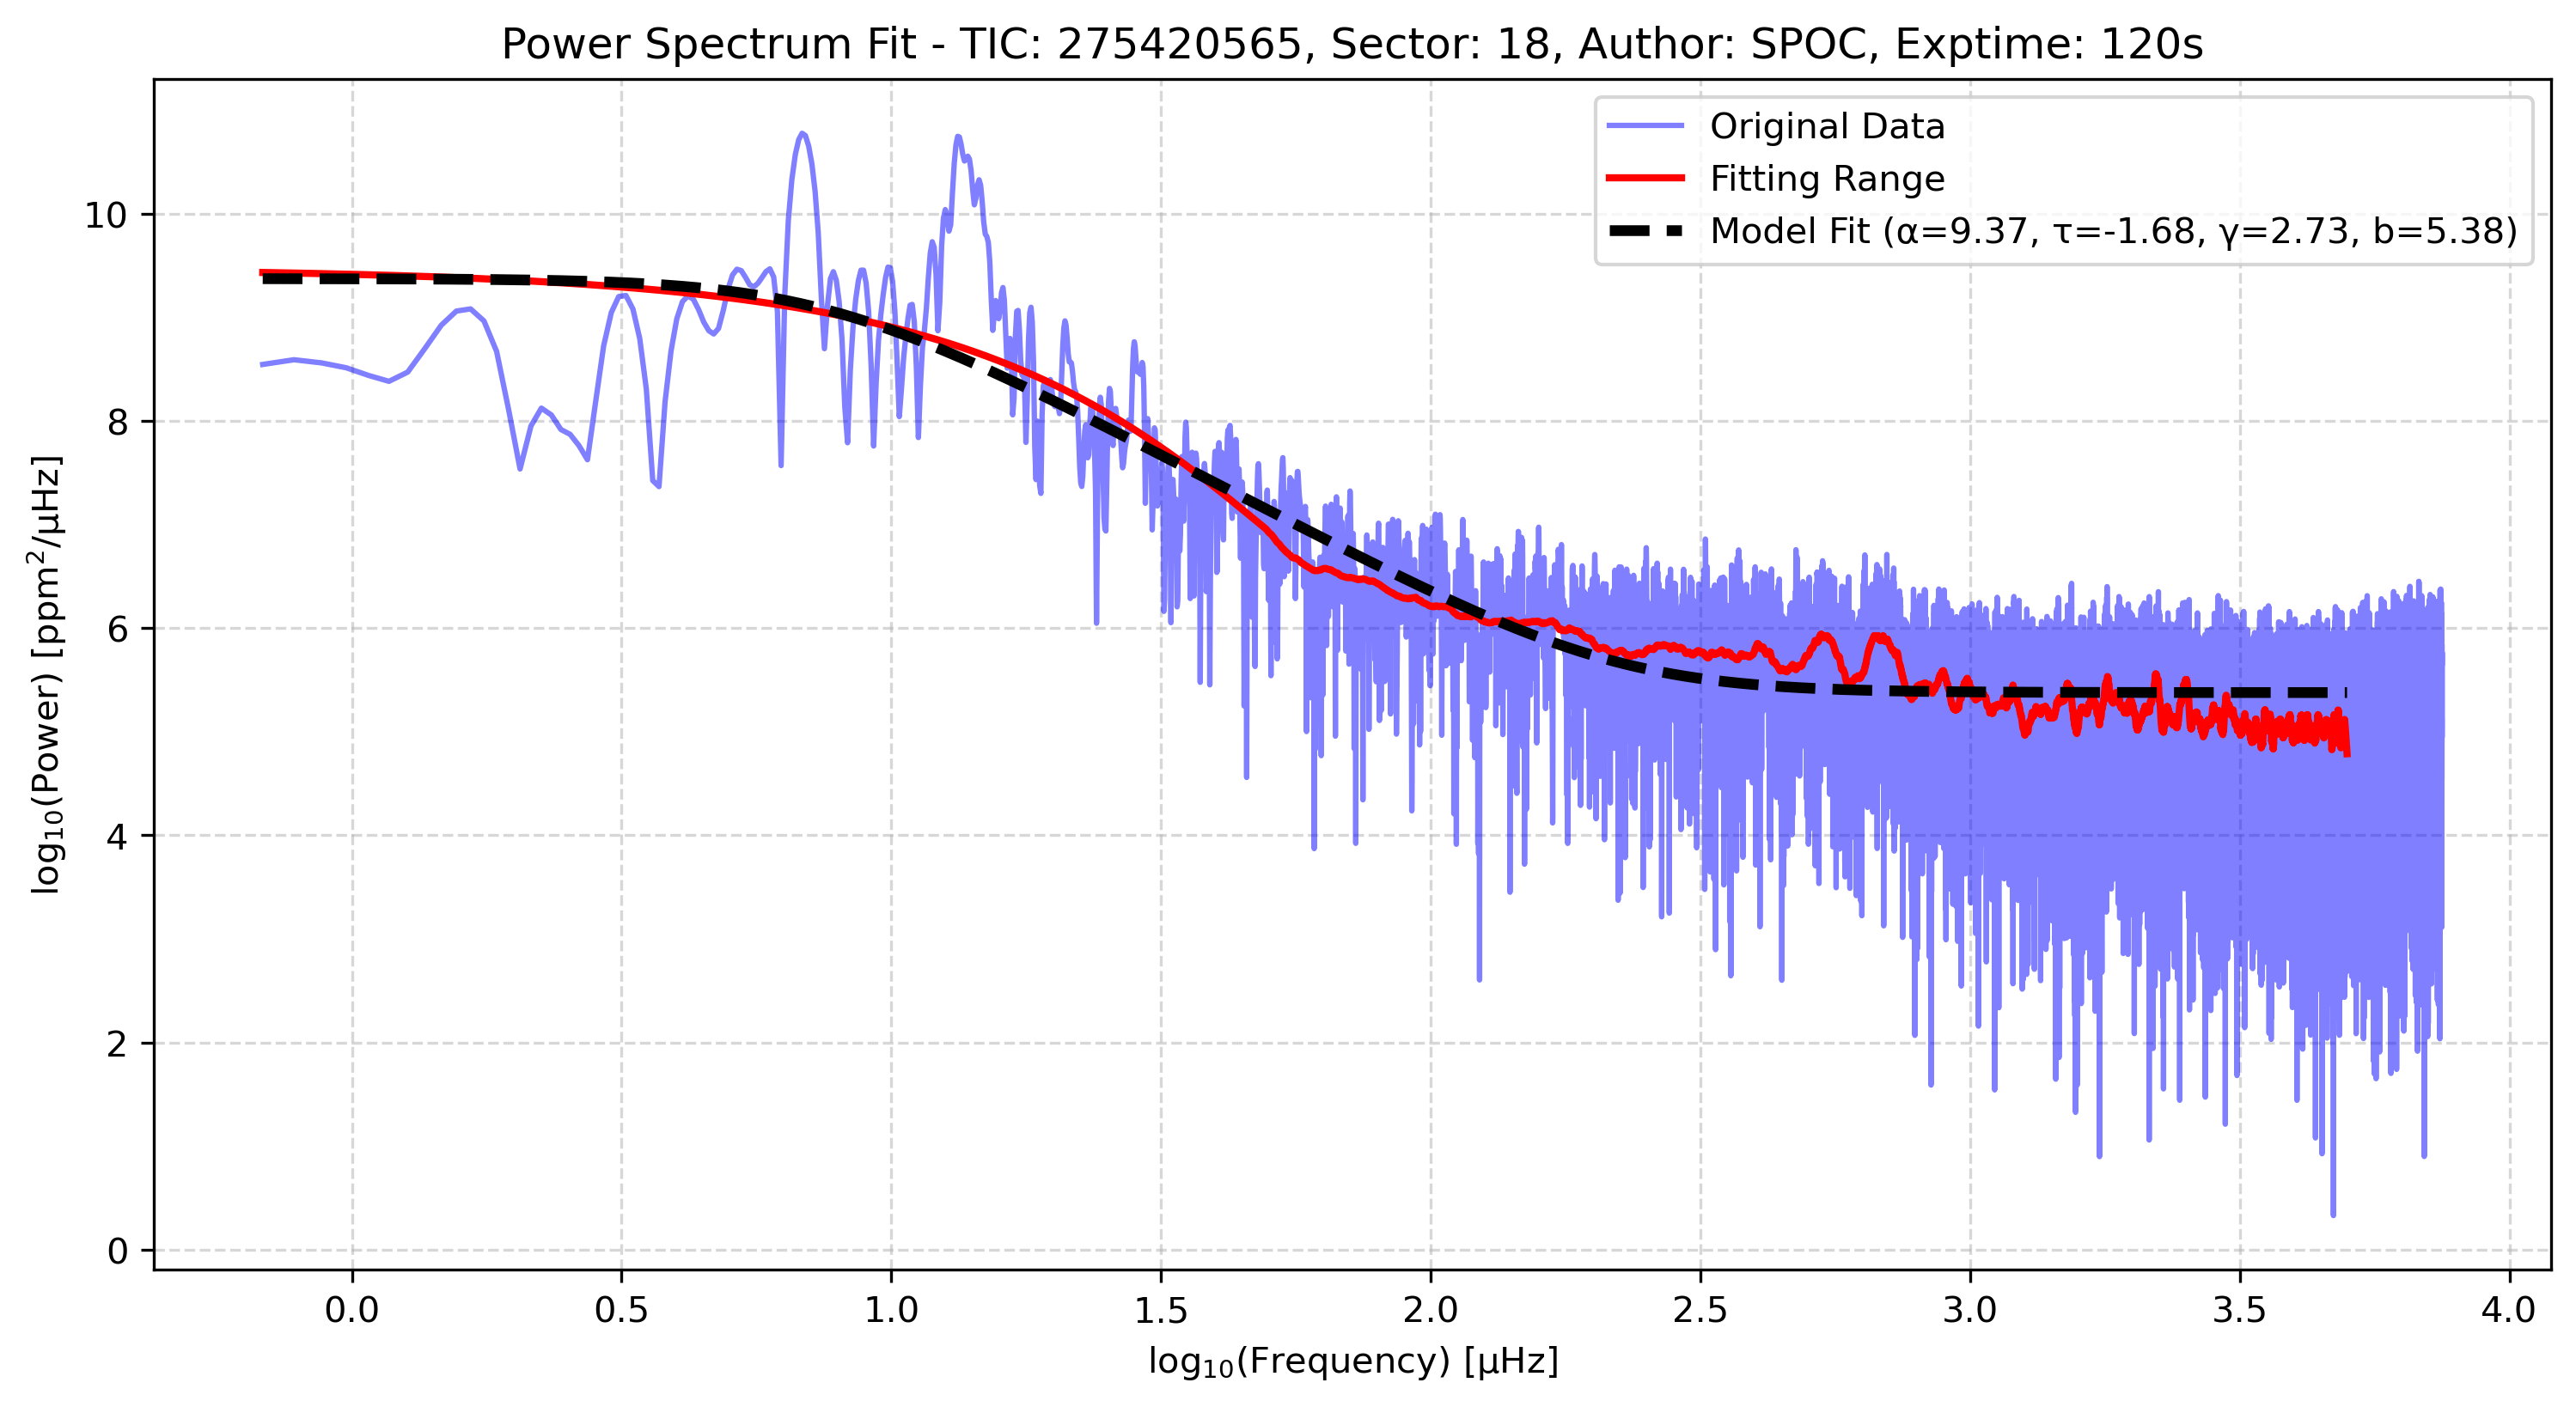 Power Spectrum Fit - TIC: 275420565, Sector: 18, Author: SPOC, Exptime: 120s
Original Data
Fitting Range
Model Fit (α=9.37, τ=-1.68, γ=2.73, b=5.38)
log₁₀(Power) [ppm²/μHz]
10
8
6
4
2
0
0.0 0.5 1.0 1.5 2.0 2.5 3.0 3.5 4.0
log₁₀(Frequency) [μHz]